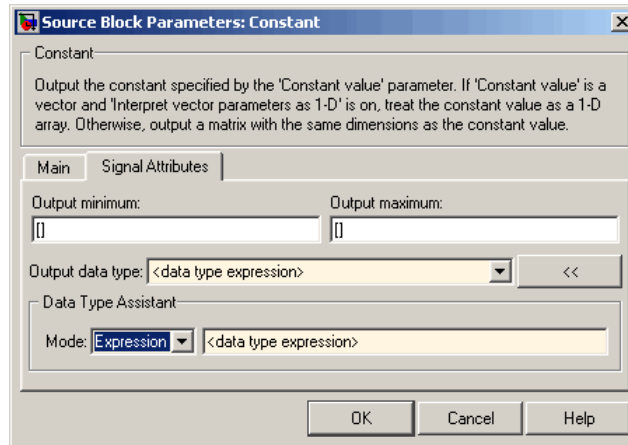 Source Block Parameters: Constant
Constant
Output the constant specified by the 'Constant value' parameter. If 'Constant value' is a
vector and 'Interpret vector parameters as 1-D' is on, treat the constant value as a 1-D
array. Otherwise, output a matrix with the same dimensions as the constant value.
Main Signal Attributes
Output minimum: Output maximum:
[] []
Output data type: <data type expression> <<
Data Type Assistant
Mode: Expression <data type expression>
OK Cancel Help